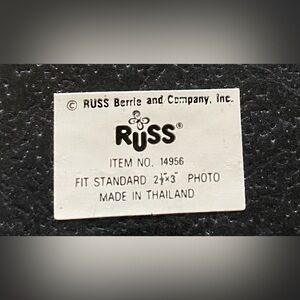 © RUSS Berrie and Company, Inc.
RUSS®
ITEM NO. 14956
FIT STANDARD 2½"×3" PHOTO
MADE IN THAILAND